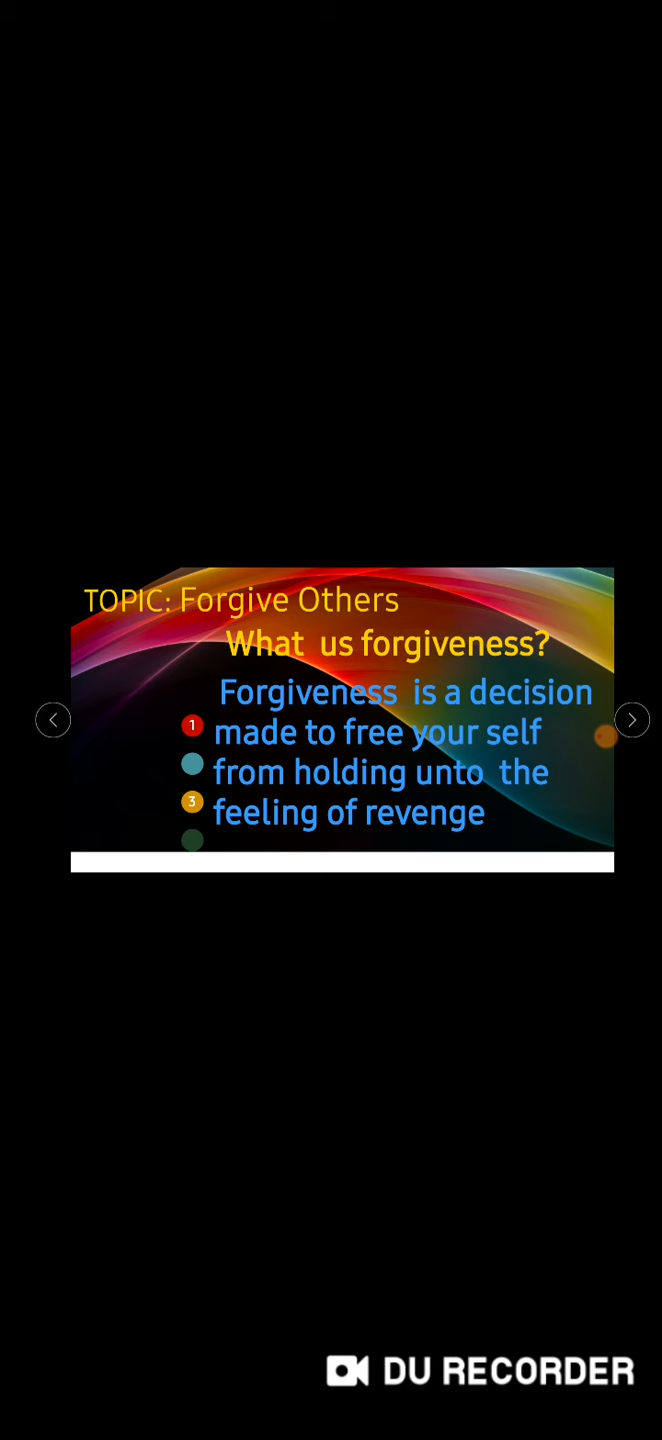 TOPIC: Forgive Others
What us forgiveness?
Forgiveness is a decision
1
made to free your self
from holding unto the
3
feeling of revenge
DU RECORDER